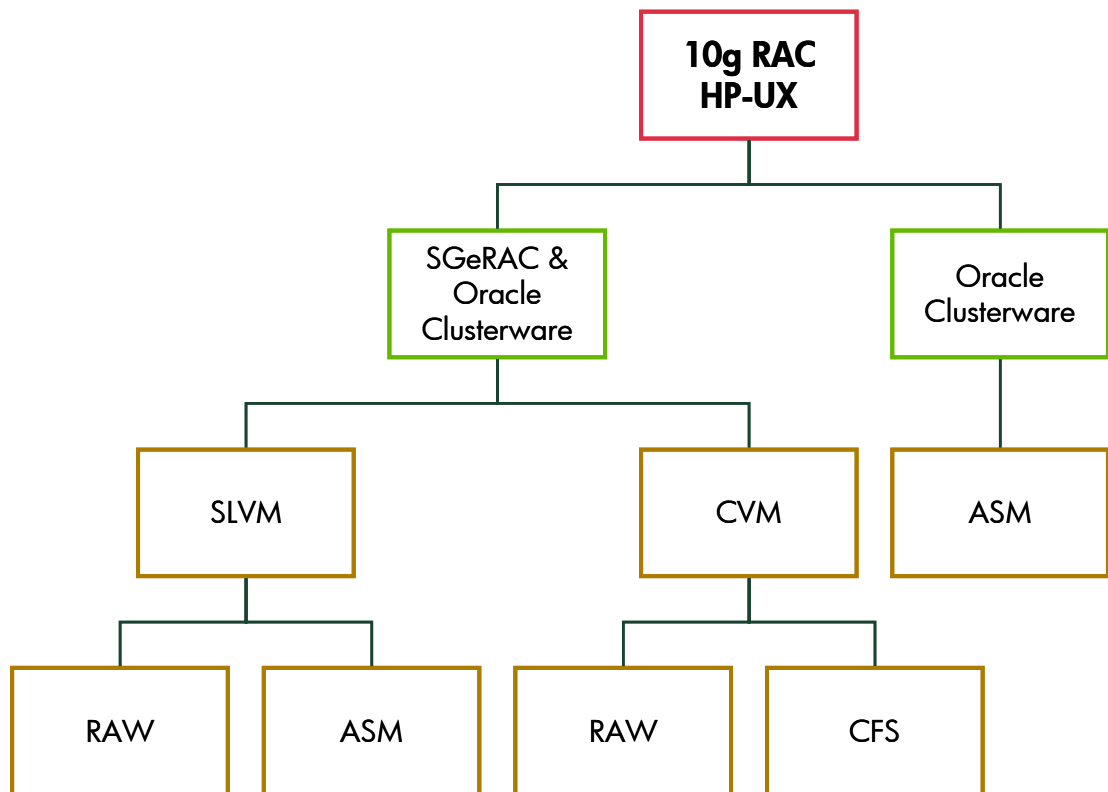 10g RAC
HP-UX
SGeRAC &
Oracle
Clusterware
Oracle
Clusterware
SLVM
CVM
ASM
RAW
ASM
RAW
CFS